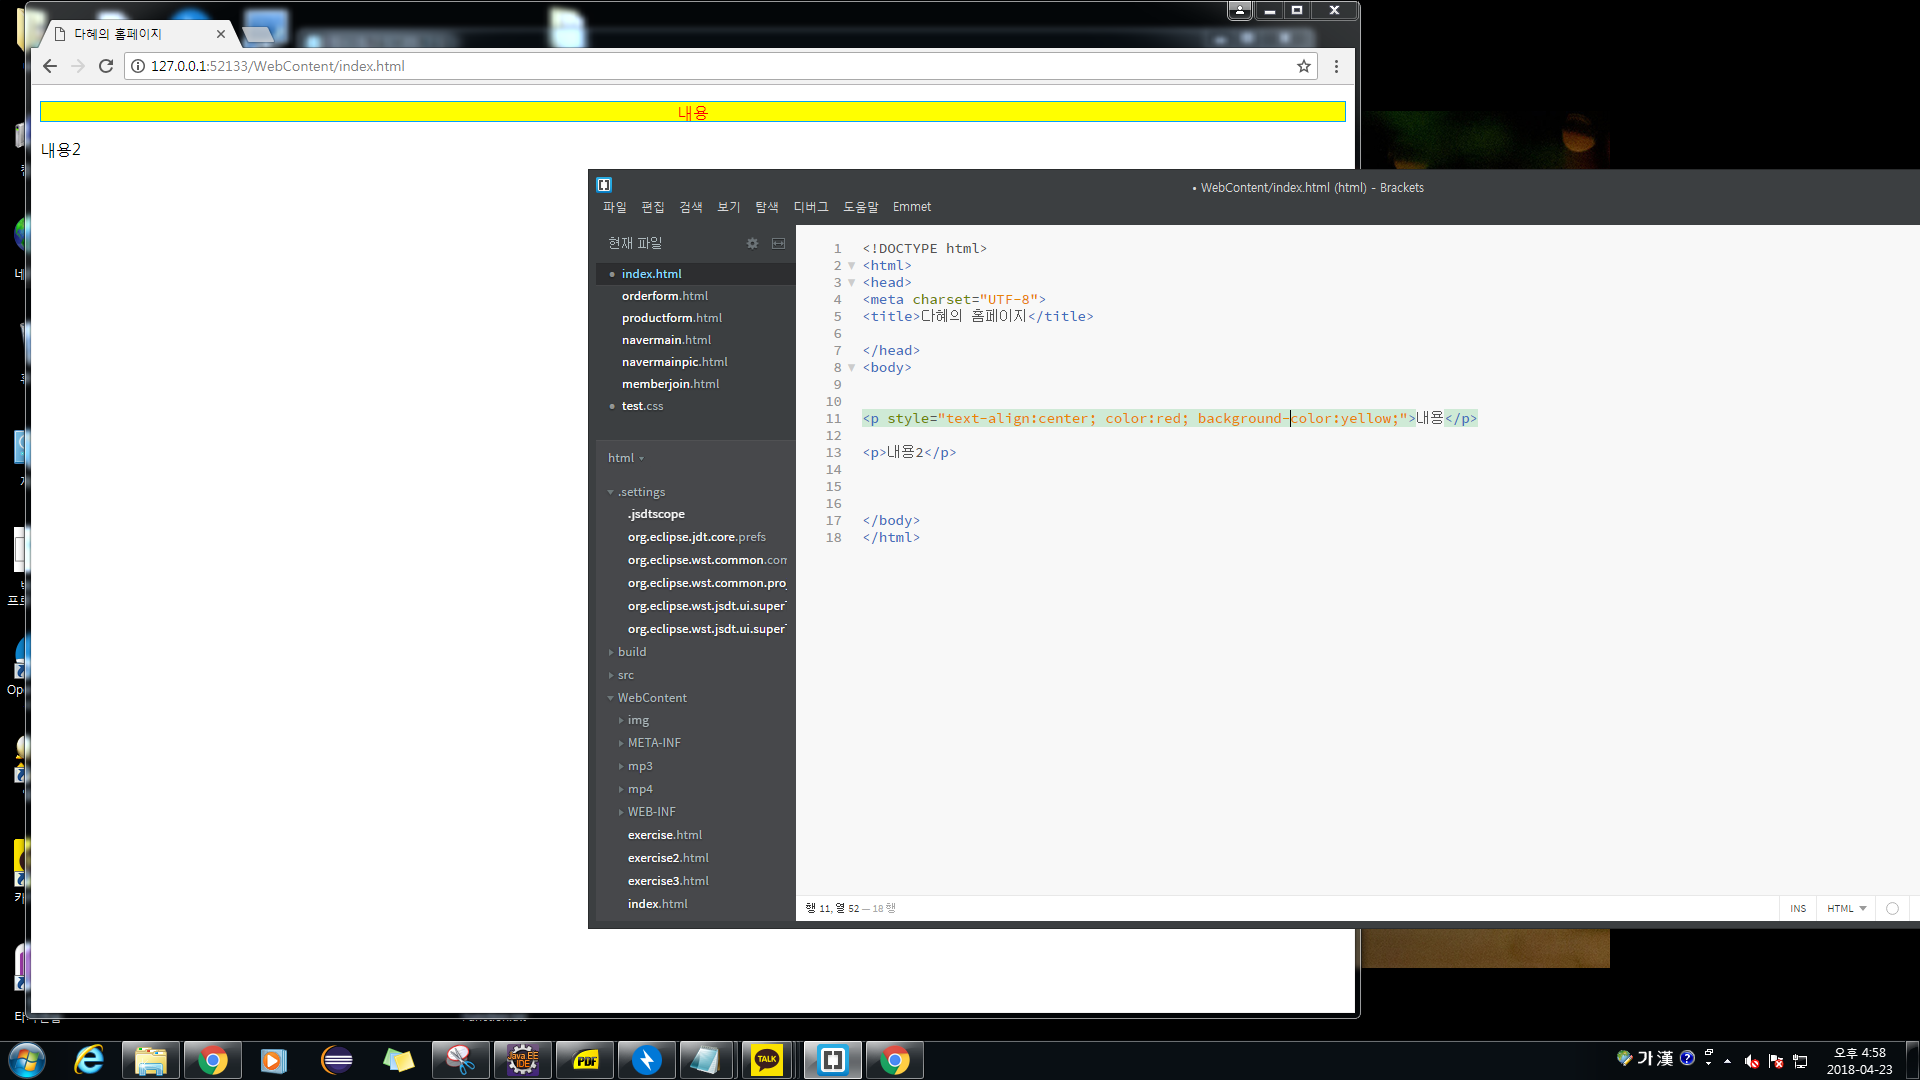 다혜의 홈페이지
127.0.0.1:52133/WebContent/index.html
내용
내용2
• WebContent/index.html (html) - Brackets
파일 편집 검색 보기 탐색 디버그 도움말 Emmet
현재 파일
index.html
orderform.html
productform.html
navermain.html
navermainpic.html
memberjoin.html
test.css
html
.settings
.jsdtscope
org.eclipse.jdt.core.prefs
org.eclipse.wst.common.com
org.eclipse.wst.common.pro
org.eclipse.wst.jsdt.ui.super
org.eclipse.wst.jsdt.ui.super
build
src
WebContent
img
META-INF
mp3
mp4
WEB-INF
exercise.html
exercise2.html
exercise3.html
index.html
1 <!DOCTYPE html>
2 <html>
3 <head>
4 <meta charset="UTF-8">
5 <title>다혜의 홈페이지</title>
6
7 </head>
8 <body>
9
10
11 <p style="text-align:center; color:red; background-color:yellow;">내용</p>
12
13 <p>내용2</p>
14
15
16
17 </body>
18 </html>
행 11, 열 52 — 18 행
INS HTML
Java EE
IDE
PDF
TALK
가 漢
오후 4:58
2018-04-23